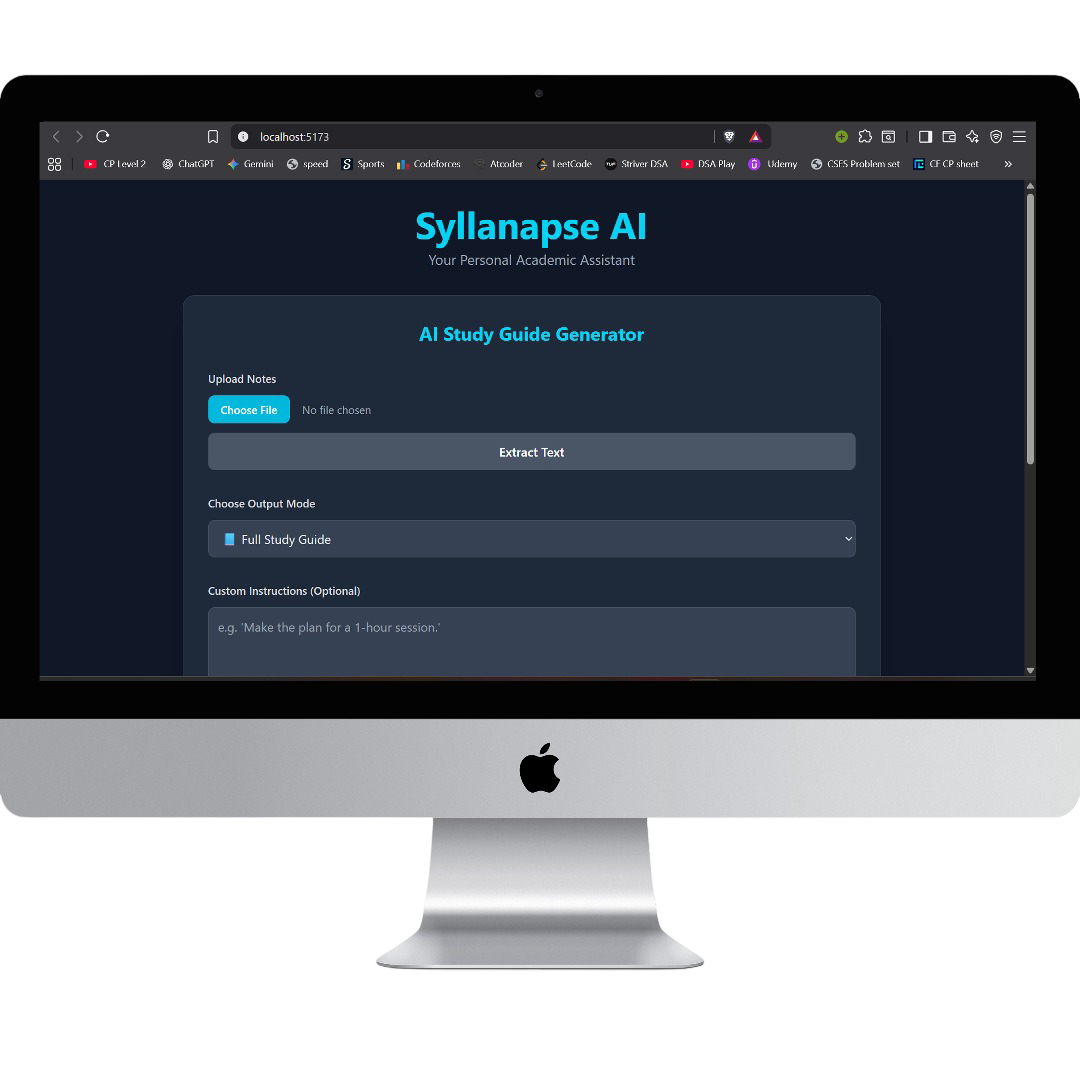 localhost:5173
CP Level 2 ChatGPT Gemini speed Sports Codeforces Atcoder LeetCode Striver DSA DSA Play Udemy CSES Problem set CF CP sheet »
Syllanapse AI
Your Personal Academic Assistant
AI Study Guide Generator
Upload Notes
Choose File No file chosen
Extract Text
Choose Output Mode
Full Study Guide
Custom Instructions (Optional)
e.g. 'Make the plan for a 1-hour session.'